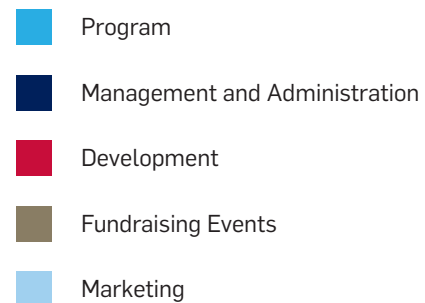 Program
Management and Administration
Development
Fundraising Events
Marketing